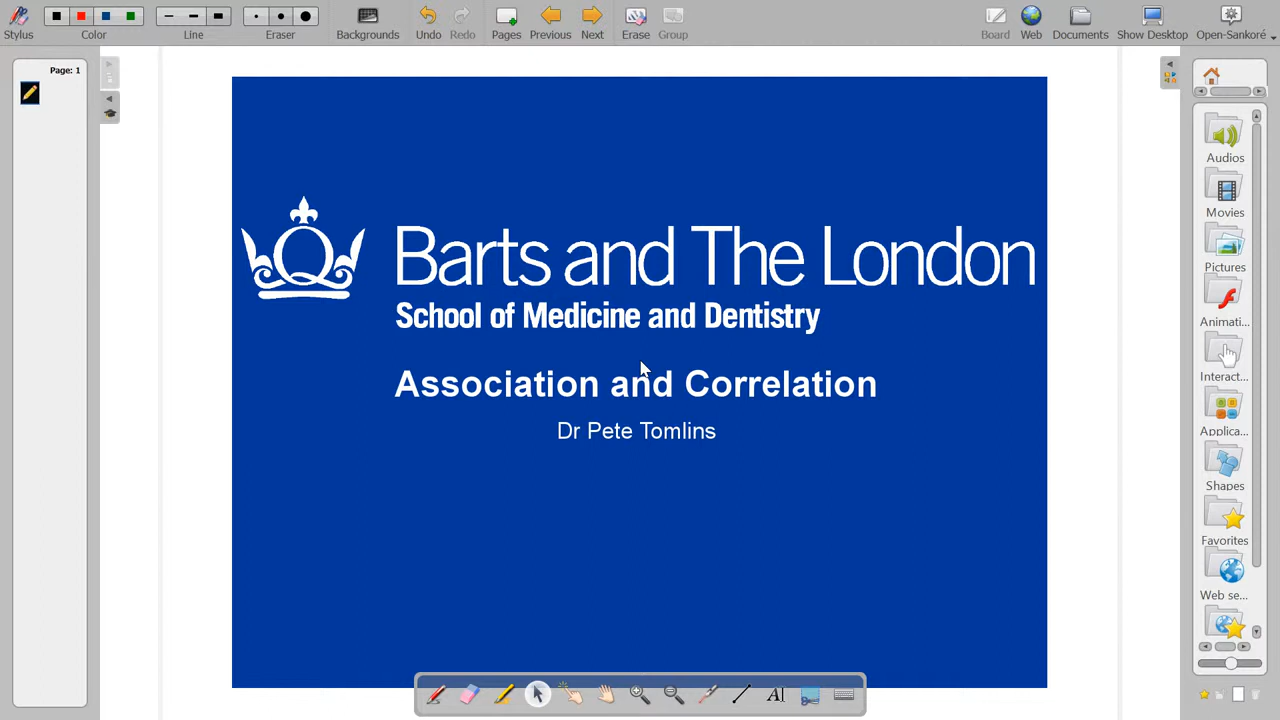 Stylus
Color
Line
Eraser
Backgrounds
Undo
Redo
Pages
Previous
Next
Erase
Group
Board
Web
Documents
Show Desktop
Open-Sankoré
Page: 1
Barts and The London
School of Medicine and Dentistry
Association and Correlation
Dr Pete Tomlins
Audios
Movies
Pictures
Animati...
Interact...
Applica...
Shapes
Favorites
Web se...
AI